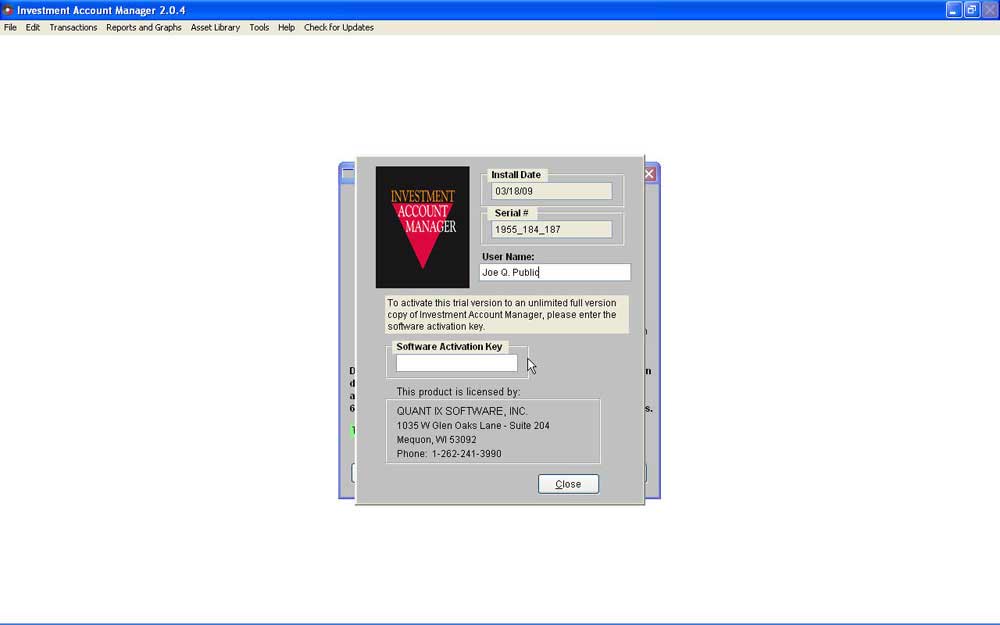 Investment Account Manager 2.0.4
File Edit Transactions Reports and Graphs Asset Library Tools Help Check for Updates
INVESTMENT
ACCOUNT
MANAGER
Install Date
03/18/09
Serial #
1955_184_187
User Name:
Joe Q. Public
To activate this trial version to an unlimited full version
copy of Investment Account Manager, please enter the
software activation key.
Software Activation Key
This product is licensed by:
QUANT IX SOFTWARE, INC.
1035 W Glen Oaks Lane - Suite 204
Mequon, WI 53092
Phone: 1-262-241-3990
Close